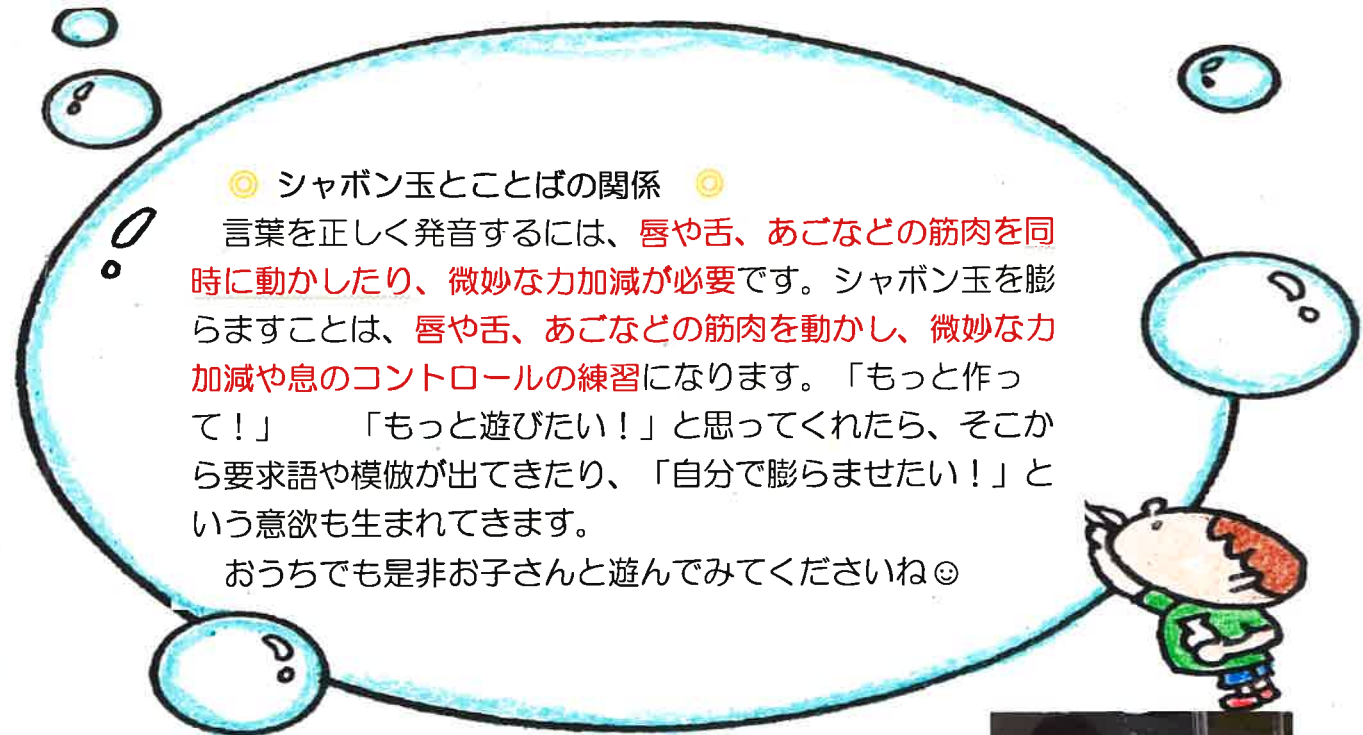 ◎ シャボン玉とことばの関係 ◎
言葉を正しく発音するには、唇や舌、あごなどの筋肉を同
時に動かしたり、微妙な力加減が必要です。シャボン玉を膨
らますことは、唇や舌、あごなどの筋肉を動かし、微妙な力
加減や息のコントロールの練習になります。「もっと作っ
て！」　「もっと遊びたい！」と思ってくれたら、そこか
ら要求語や模倣が出てきたり、「自分で膨らませたい！」と
いう意欲も生まれてきます。
おうちでも是非お子さんと遊んでみてくださいね☺